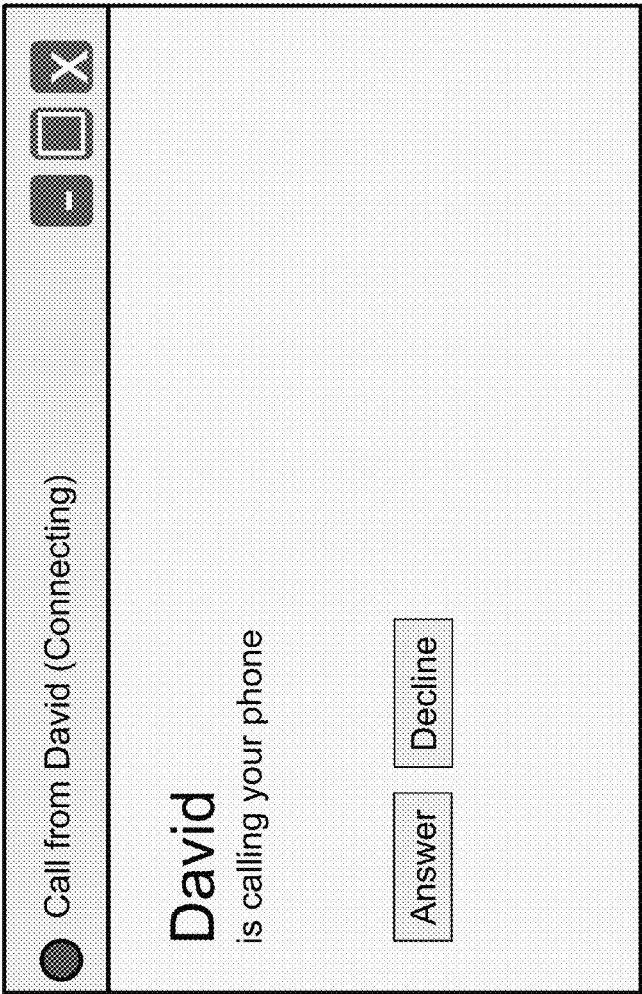 Call from David (Connecting)
David
is calling your phone
Answer
Decline